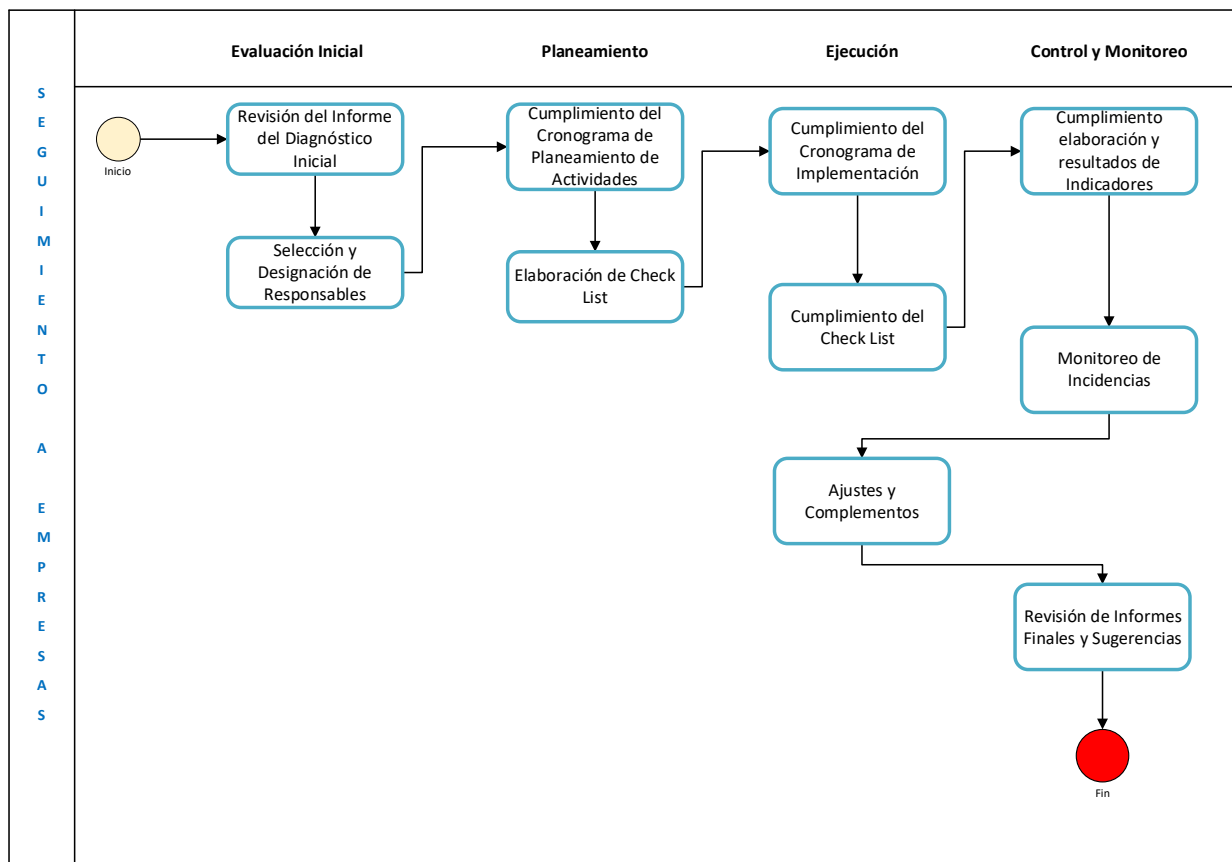 Evaluación Inicial
Planeamiento
Ejecución
Control y Monitoreo
SEGUIMIENTO A EMPRESAS
Inicio
Revisión del Informe
del Diagnóstico
Inicial
Selección y
Designación de
Responsables
Cumplimiento del
Cronograma de
Planeamiento de
Actividades
Elaboración de Check
List
Cumplimiento del
Cronograma de
Implementación
Cumplimiento del
Check List
Cumplimiento
elaboración y
resultados de
Indicadores
Monitoreo de
Incidencias
Ajustes y
Complementos
Revisión de Informes
Finales y Sugerencias
Fin